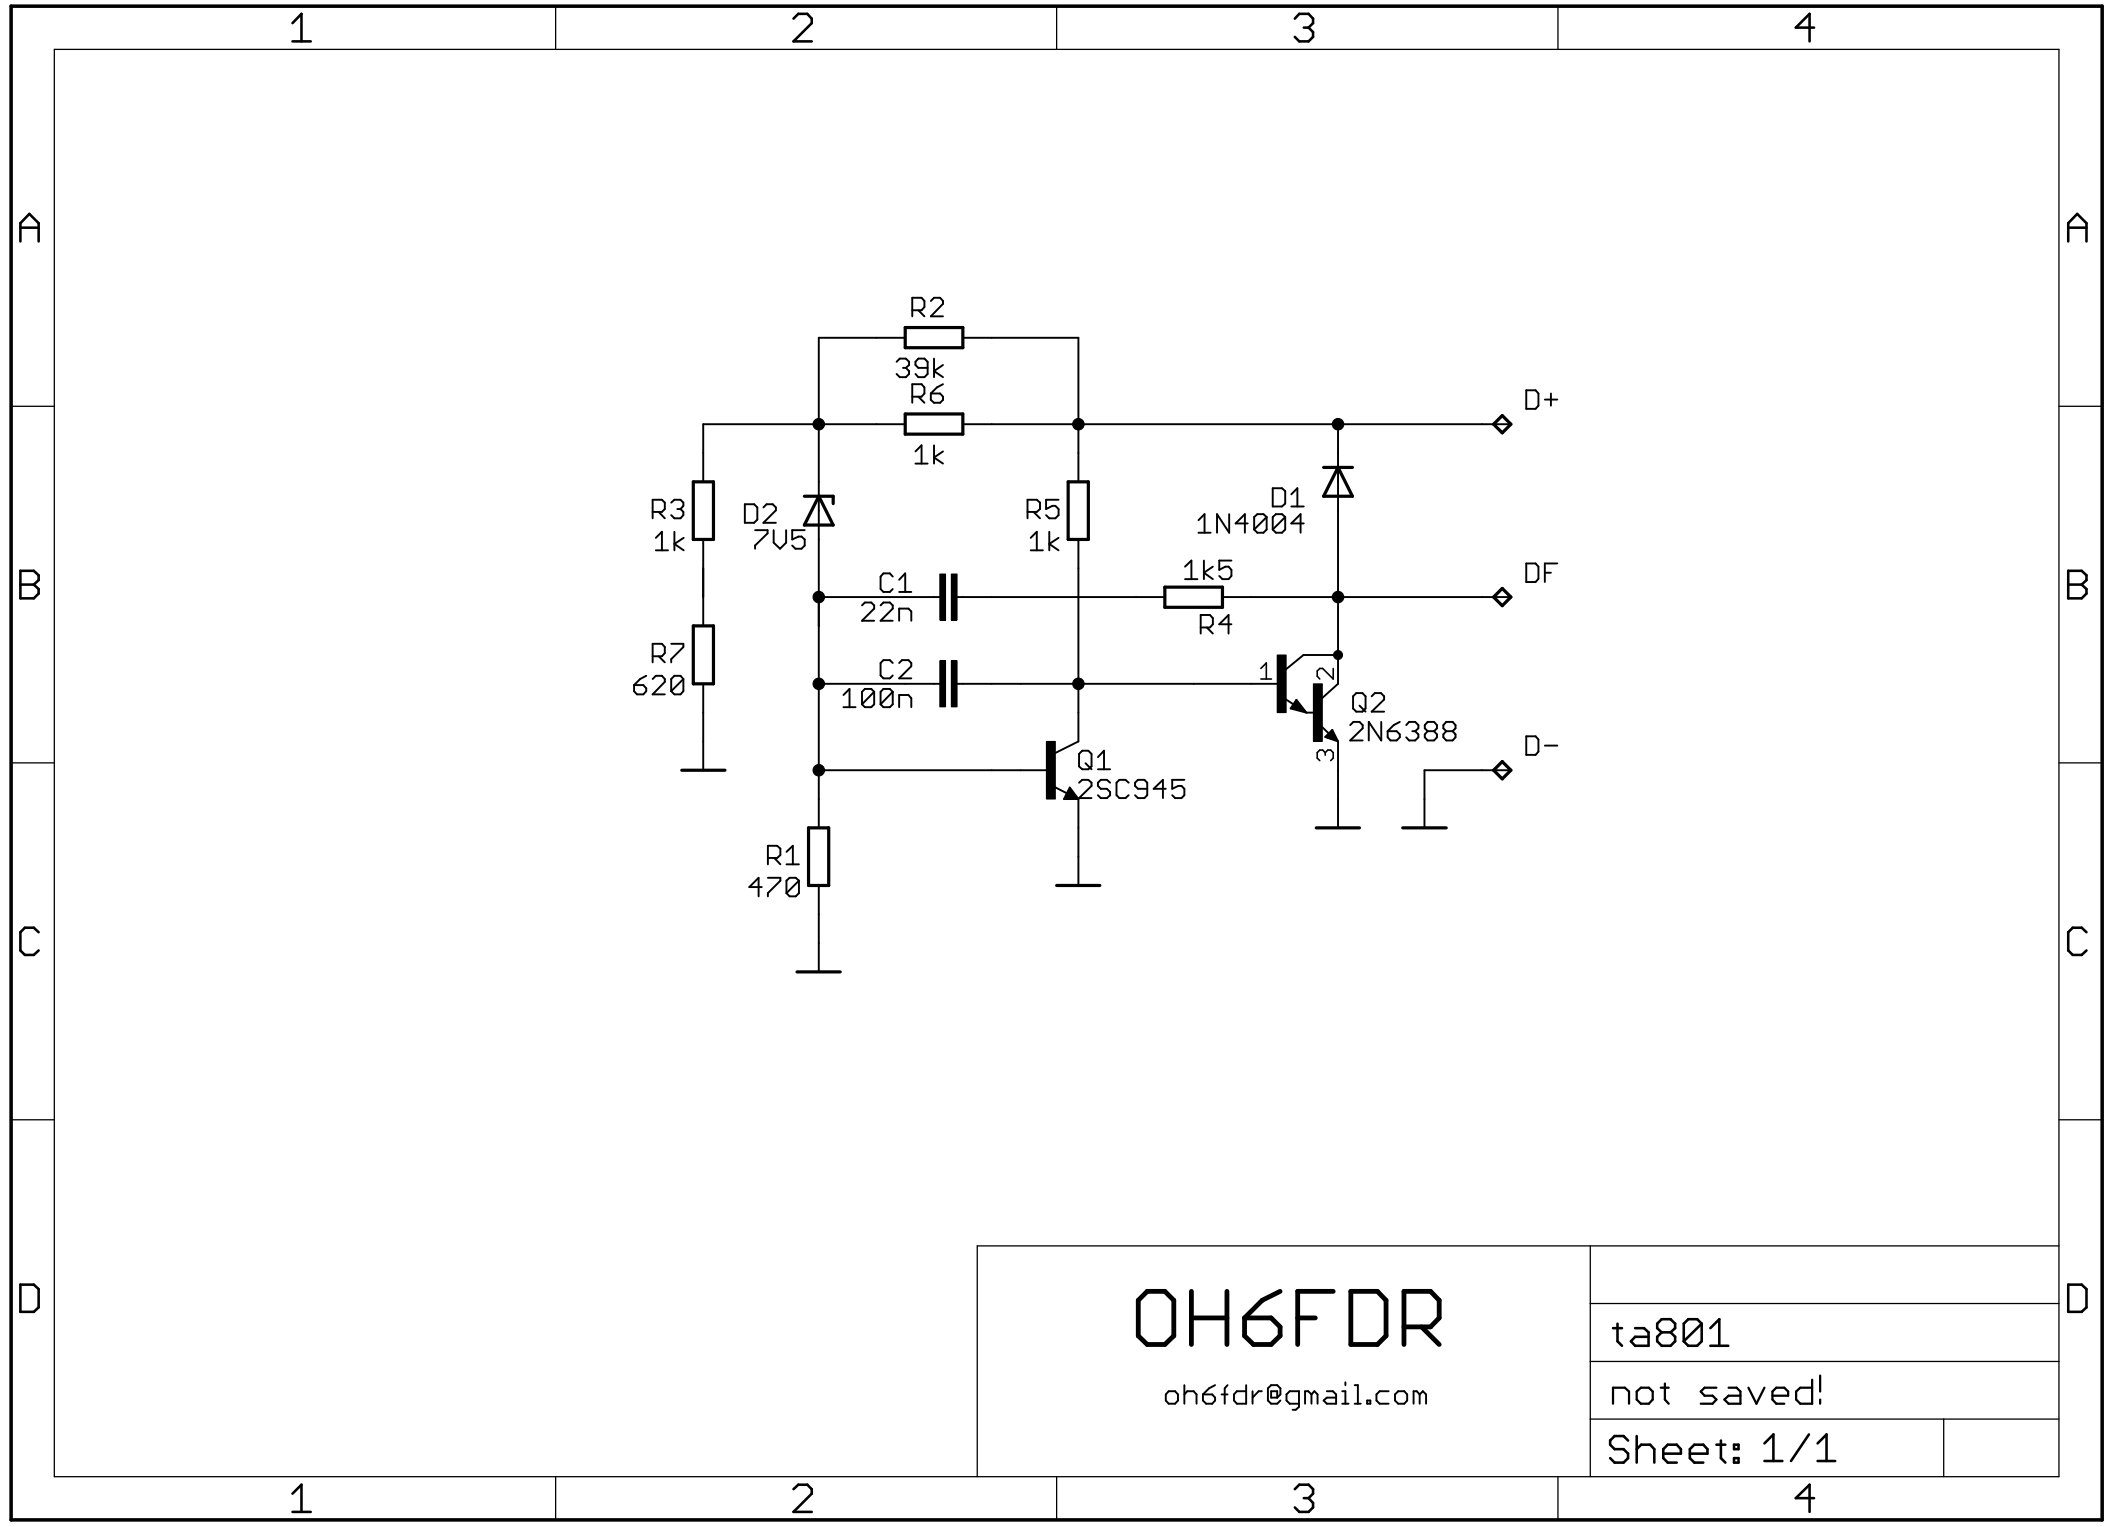 1 2 3 4
A A
R2
39k
R6
1k
D+
R3
1k
D2
7V5
R5
1k
D1
1N4004
B B
C1
22n
1k5
R4
DF
R7
620
C2
100n
1
2
3
Q2
2N6388
D-
Q1
2SC945
R1
470
C C
D D
OH6FDR
oh6fdr@gmail.com
ta801
not saved!
Sheet: 1/1
1 2 3 4